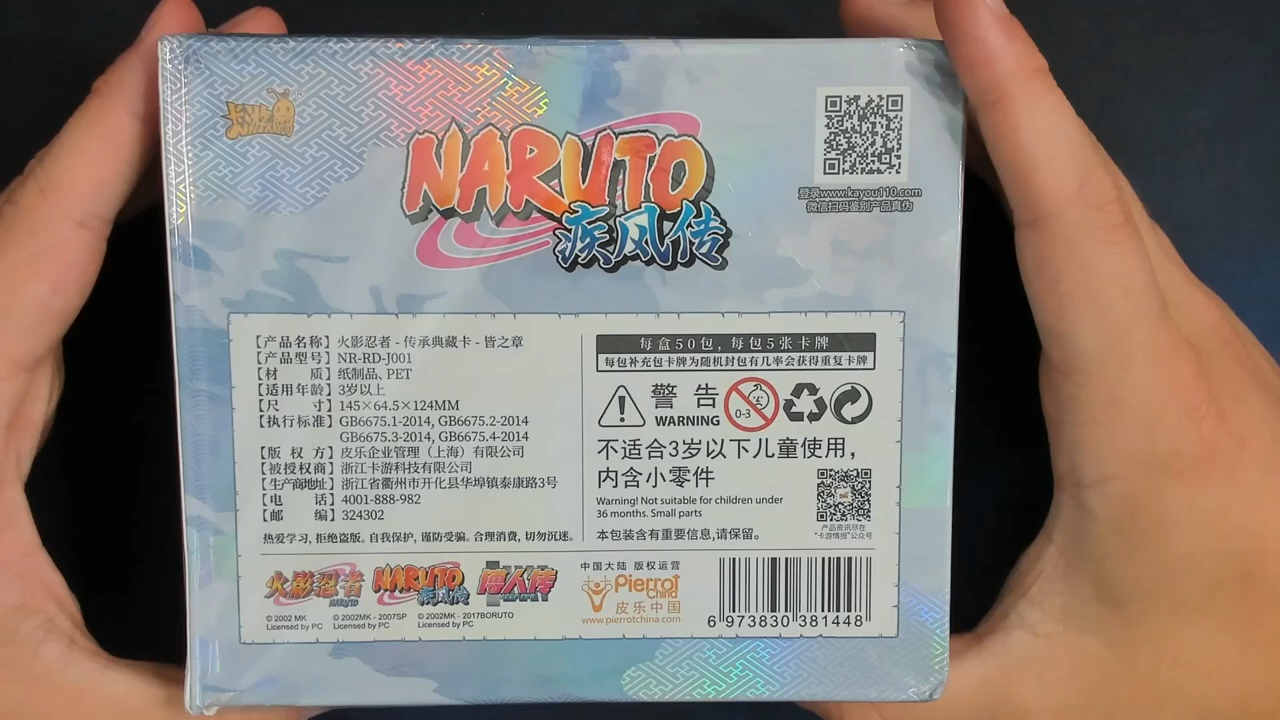 卡游
R
NARUTO
疾风传
登录www.kayou110.com
微信扫码鉴别产品真伪
【产品名称】火影忍者 - 传承典藏卡 - 皆之章
【产品型号】NR-RD-J001
【材 质】纸制品、PET
【适用年龄】3岁以上
【尺 寸】145×64.5×124MM
【执行标准】GB6675.1-2014, GB6675.2-2014
GB6675.3-2014, GB6675.4-2014
【版 权 方】皮乐企业管理（上海）有限公司
【被授权商】浙江卡游科技有限公司
【生产商地址】浙江省衢州市开化县华埠镇泰康路3号
【电 话】4001-888-982
【邮 编】324302
热爱学习, 拒绝盗版。自我保护, 谨防受骗。合理消费, 切勿沉迷。
每盒50包, 每包5张卡牌
每包补充包卡牌为随机封包有几率会获得重复卡牌
警告
WARNING
0-3
不适合3岁以下儿童使用,
内含小零件
Warning! Not suitable for children under
36 months. Small parts
本包装含有重要信息,请保留。
产品资讯尽在
"卡游情报"公众号
火影忍者
NARUTO
NARUTO
疾风传
博人传
© 2002 MK
Licensed by PC
© 2002MK - 2007SP
Licensed by PC
© 2002MK - 2017BORUTO
Licensed by PC
中国大陆 版权运营
Pierrot
China
皮乐中国
www.pierrotchina.com
6 973830 381448